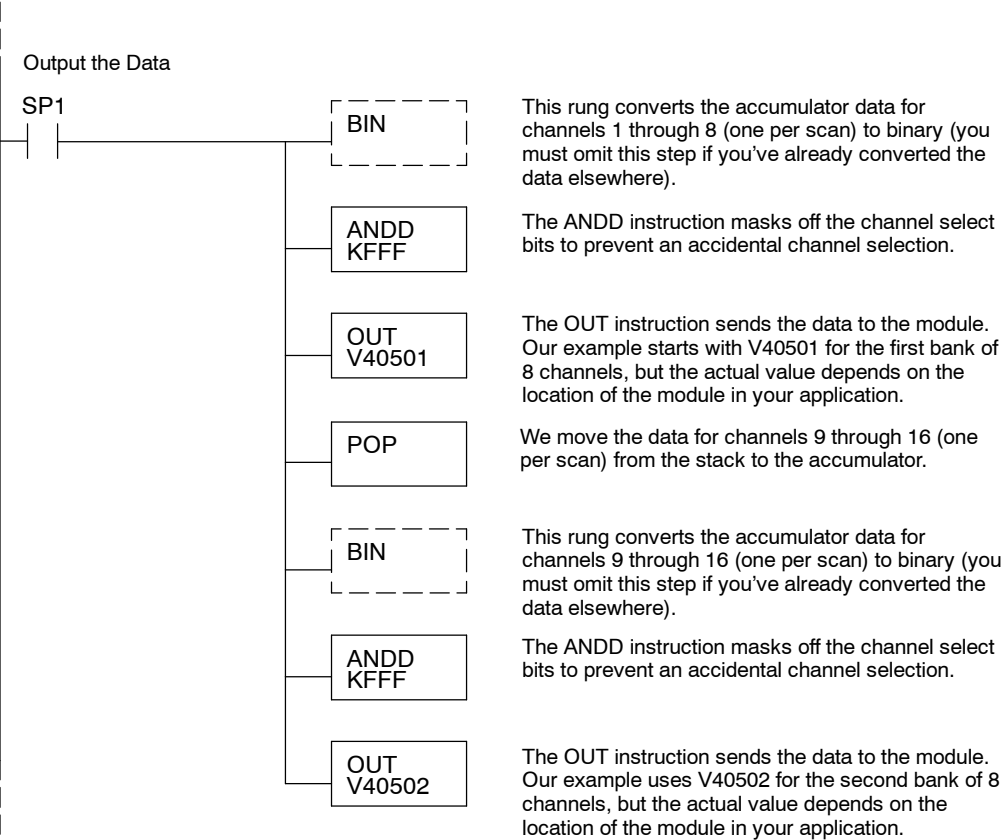 Output the Data
SP1
BIN
This rung converts the accumulator data for
channels 1 through 8 (one per scan) to binary (you
must omit this step if you've already converted the
data elsewhere).
ANDD
KFFF
The ANDD instruction masks off the channel select
bits to prevent an accidental channel selection.
OUT
V40501
The OUT instruction sends the data to the module.
Our example starts with V40501 for the first bank of
8 channels, but the actual value depends on the
location of the module in your application.
POP
We move the data for channels 9 through 16 (one
per scan) from the stack to the accumulator.
BIN
This rung converts the accumulator data for
channels 9 through 16 (one per scan) to binary (you
must omit this step if you've already converted the
data elsewhere).
ANDD
KFFF
The ANDD instruction masks off the channel select
bits to prevent an accidental channel selection.
OUT
V40502
The OUT instruction sends the data to the module.
Our example uses V40502 for the second bank of 8
channels, but the actual value depends on the
location of the module in your application.